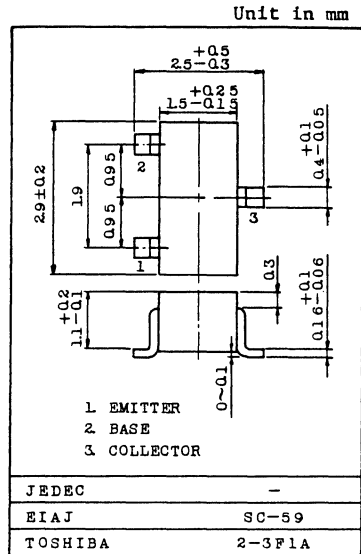 Unit in mm
+0.5
2.5-0.3
+0.25
1.5-0.15
2.9±0.2
1.9
0.95
0.95
2
1
3
+0.1
0.4-0.05
+0.2
1.1-0.1
0.3
+0.1
0.16-0.06
0~0.1
1. EMITTER
2. BASE
3. COLLECTOR
JEDEC –
EIAJ SC-59
TOSHIBA 2-3F1A